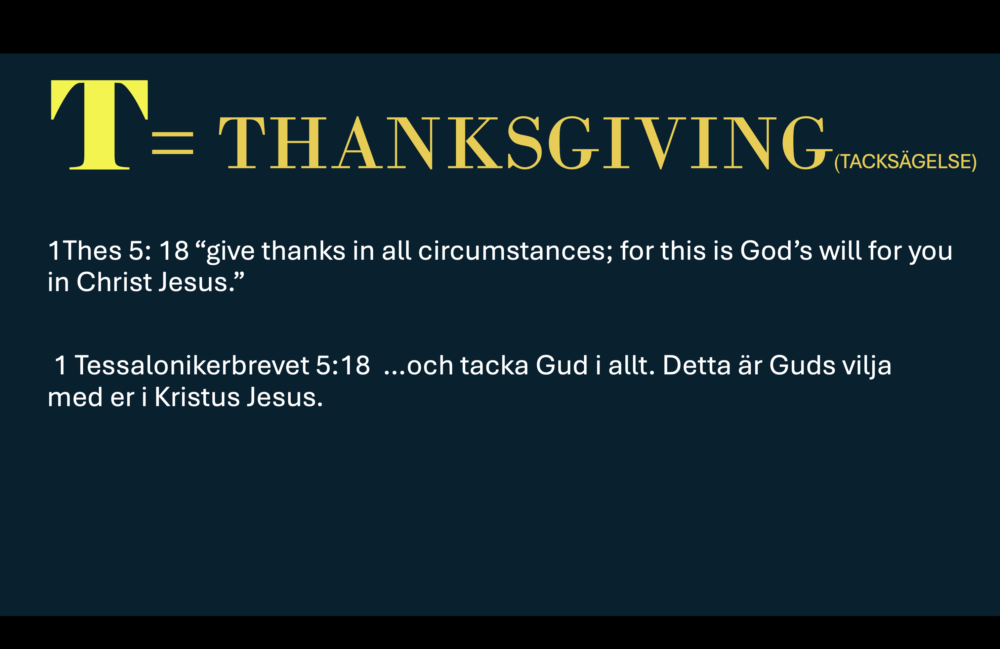 T= THANKSGIVING(TACKSÄGELSE)
1Thes 5: 18 “give thanks in all circumstances; for this is God’s will for you
in Christ Jesus.”
1 Tessalonikerbrevet 5:18 ...och tacka Gud i allt. Detta är Guds vilja
med er i Kristus Jesus.